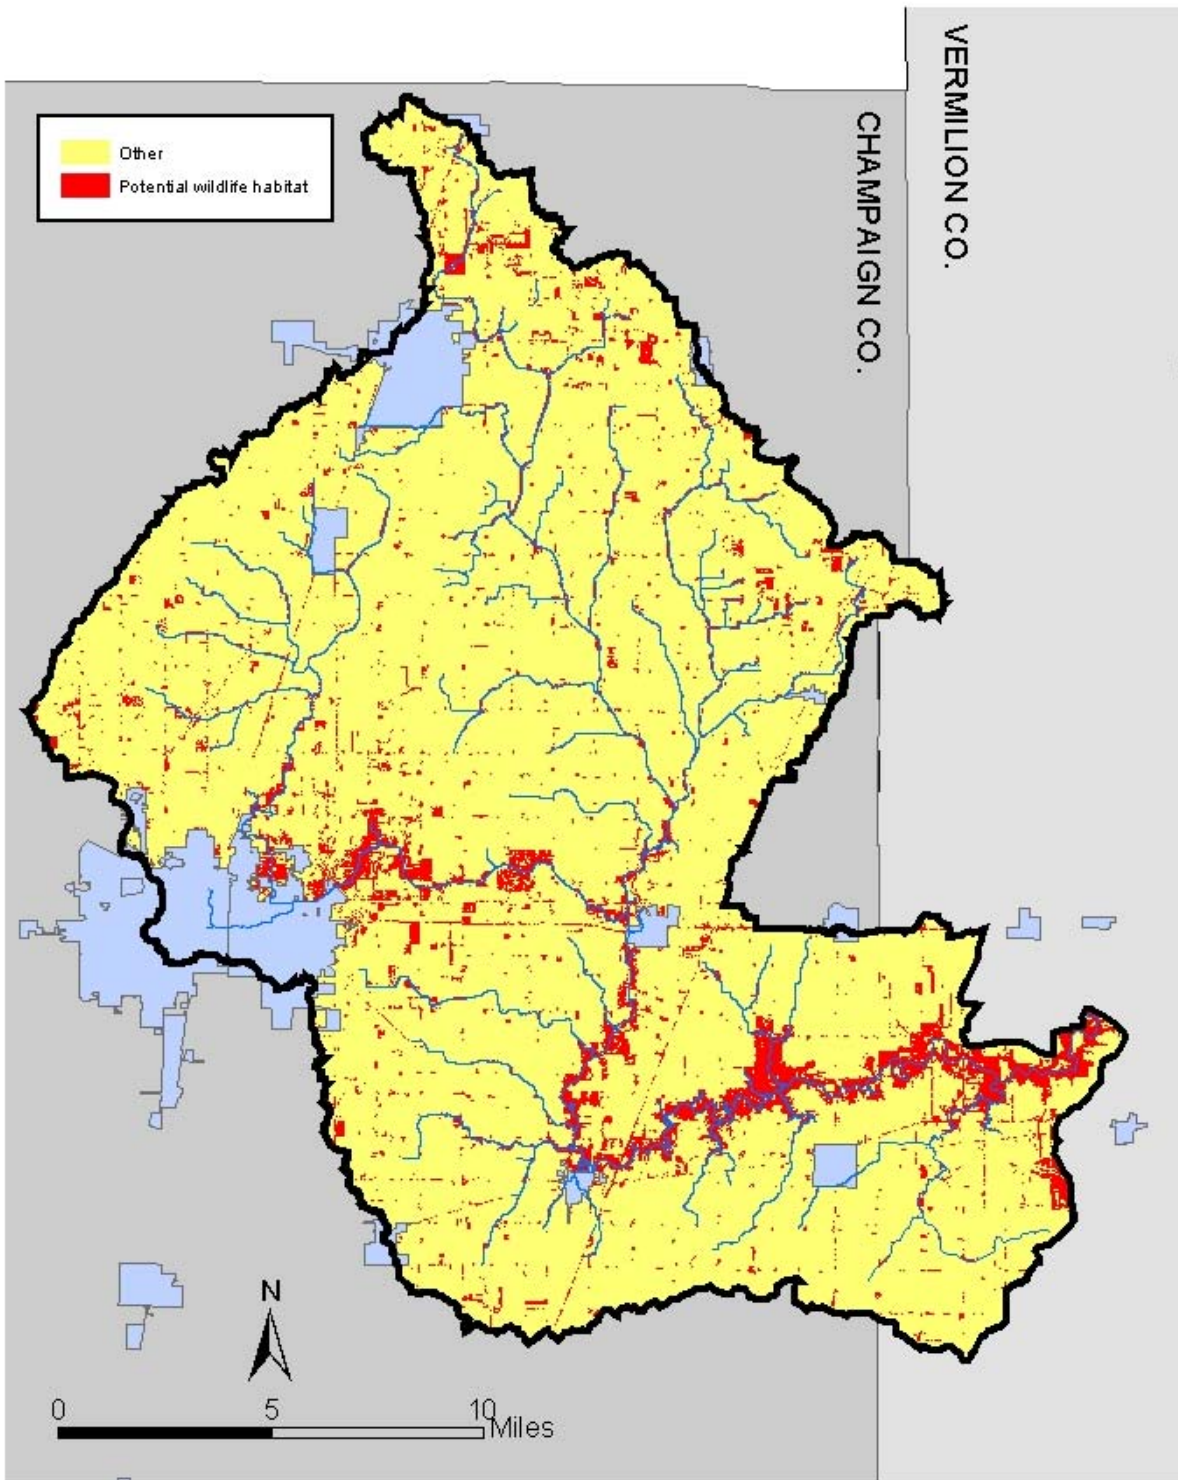 VERMILION CO.
CHAMPAIGN CO.
Other
Potential wildlife habitat
N
0 5 10 Miles